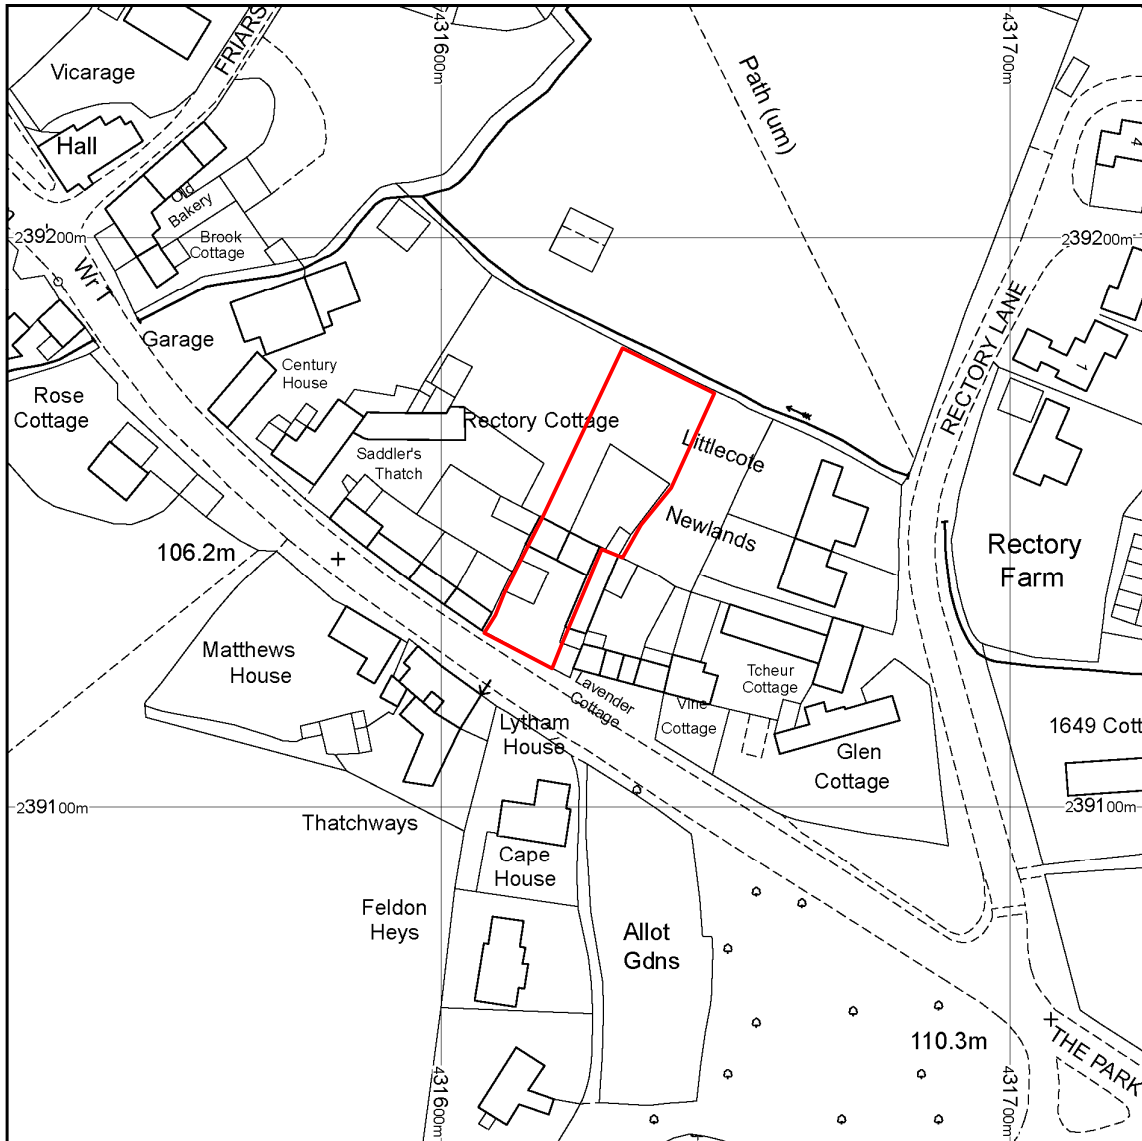 FRIARS
431600m
431700m
Vicarage
Path (um)
Hall
4
Old
Bakery
Brook
Cottage
239200m
239200m
Wr T
RECTORY LANE
Garage
Century
House
1
Rose
Cottage
Rectory Cottage
Littlecote
Saddler's
Thatch
Newlands
106.2m
Rectory
Farm
Matthews
House
Tcheur
Cottage
Lavender
Cottage
Vine
Cottage
Lytham
House
1649 Cott
Glen
Cottage
239100m
239100m
Thatchways
Cape
House
Feldon
Heys
Allot
Gdns
110.3m
THE PARK
431600m
431700m